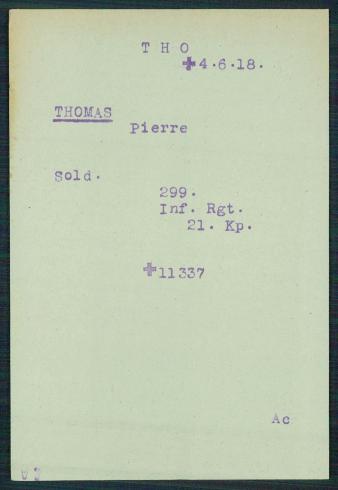 T H O
✚4.6.18.
THOMAS
Pierre
Sold.
299.
Inf. Rgt.
21. Kp.
✚11337
Ac